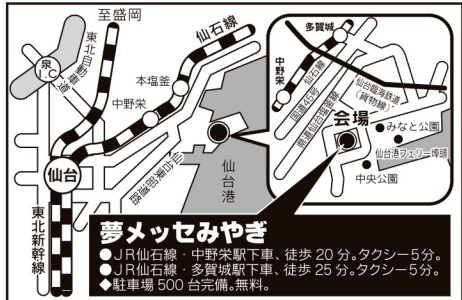 至盛岡
仙石線
東北自動車道
泉I.C
本塩釜
中野栄
仙台
仙台東部道路
仙台港
東北新幹線
多賀城
中野栄
仙石線
国道45号
仙台臨海鉄道
(貨物線)
会場
みなと公園
仙台港フェリー埠頭
中央公園
夢メッセみやぎ
●JR仙石線・中野栄駅下車、徒歩20分。タクシー5分。
●JR仙石線・多賀城駅下車、徒歩25分。タクシー5分。
◆駐車場500台完備。無料。